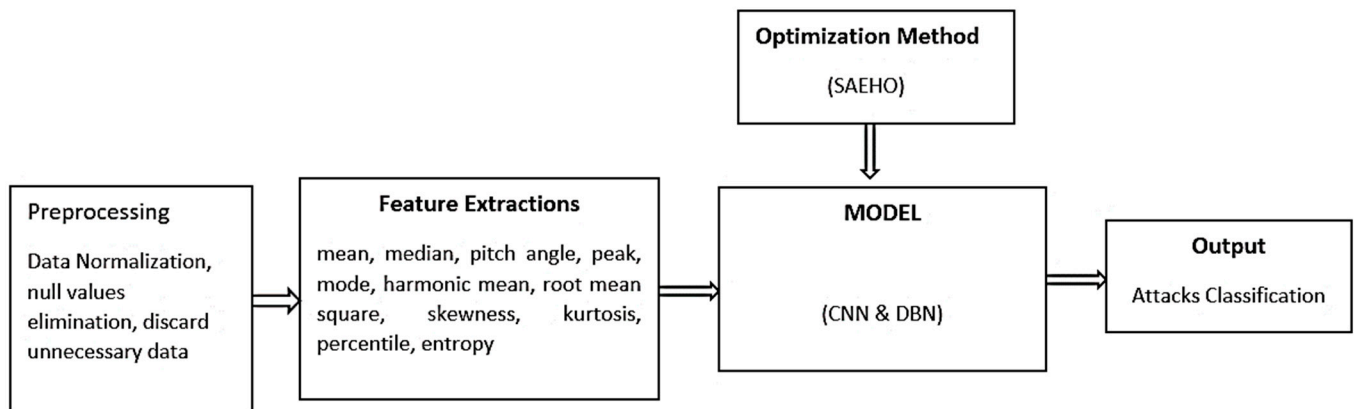 Optimization Method
(SAEHO)
Preprocessing
Data Normalization,
null values
elimination, discard
unnecessary data
Feature Extractions
mean, median, pitch angle, peak,
mode, harmonic mean, root mean
square, skewness, kurtosis,
percentile, entropy
MODEL
(CNN & DBN)
Output
Attacks Classification